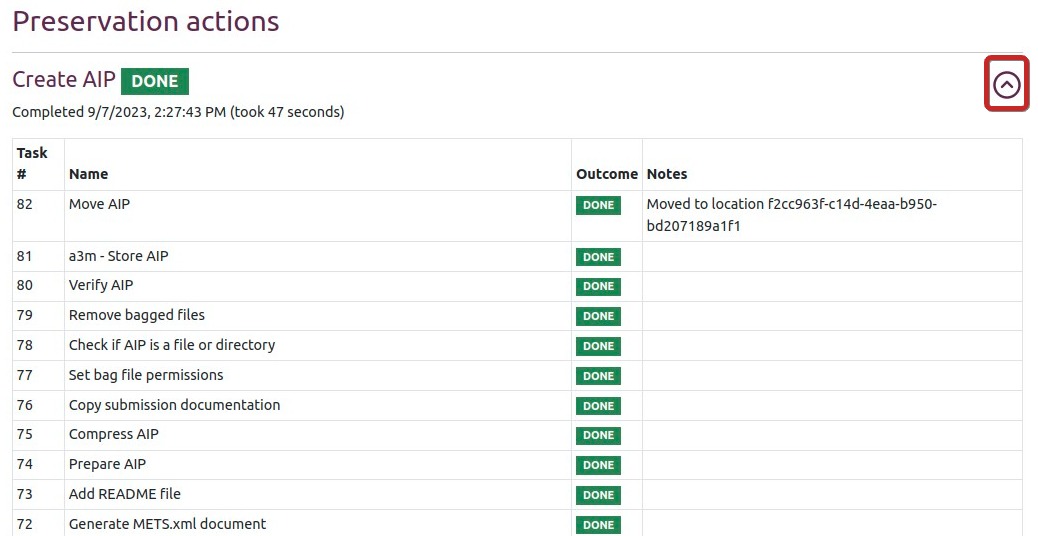 Preservation actions
Create AIP DONE
Completed 9/7/2023, 2:27:43 PM (took 47 seconds)
Task
# Name Outcome Notes
82 Move AIP DONE Moved to location f2cc963f-c14d-4eaa-b950-
bd207189a1f1
81 a3m - Store AIP DONE
80 Verify AIP DONE
79 Remove bagged files DONE
78 Check if AIP is a file or directory DONE
77 Set bag file permissions DONE
76 Copy submission documentation DONE
75 Compress AIP DONE
74 Prepare AIP DONE
73 Add README file DONE
72 Generate METS.xml document DONE